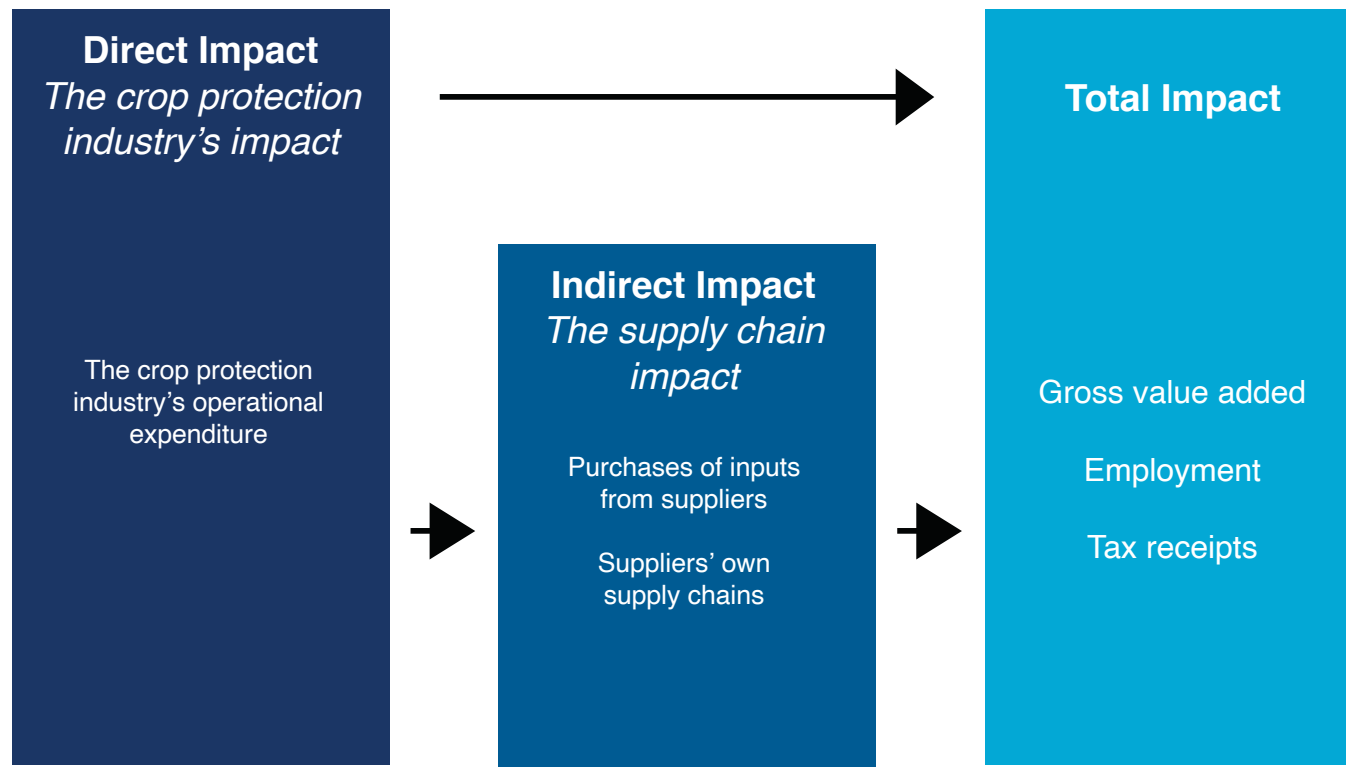 Direct Impact
The crop protection
industry’s impact
The crop protection
industry’s operational
expenditure
Indirect Impact
The supply chain
impact
Purchases of inputs
from suppliers
Suppliers’ own
supply chains
Total Impact
Gross value added
Employment
Tax receipts